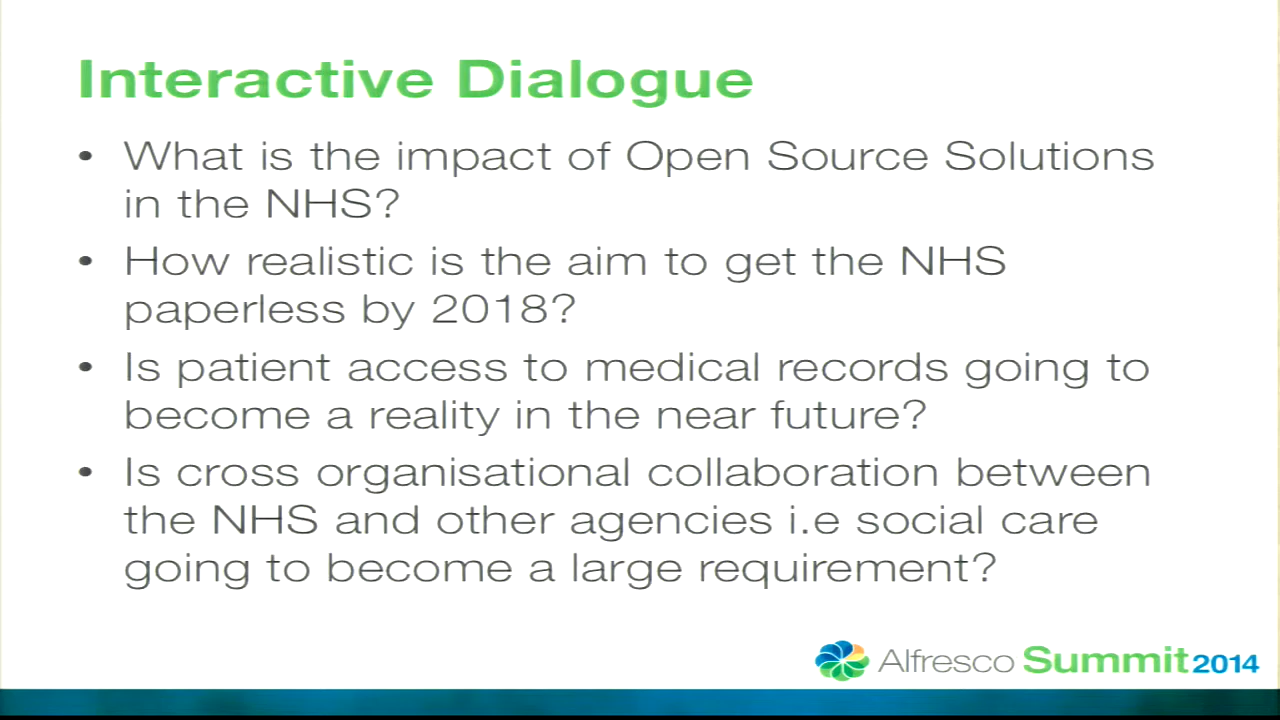 Interactive Dialogue
• What is the impact of Open Source Solutions
in the NHS?
• How realistic is the aim to get the NHS
paperless by 2018?
• Is patient access to medical records going to
become a reality in the near future?
• Is cross organisational collaboration between
the NHS and other agencies i.e social care
going to become a large requirement?
Alfresco Summit 2014